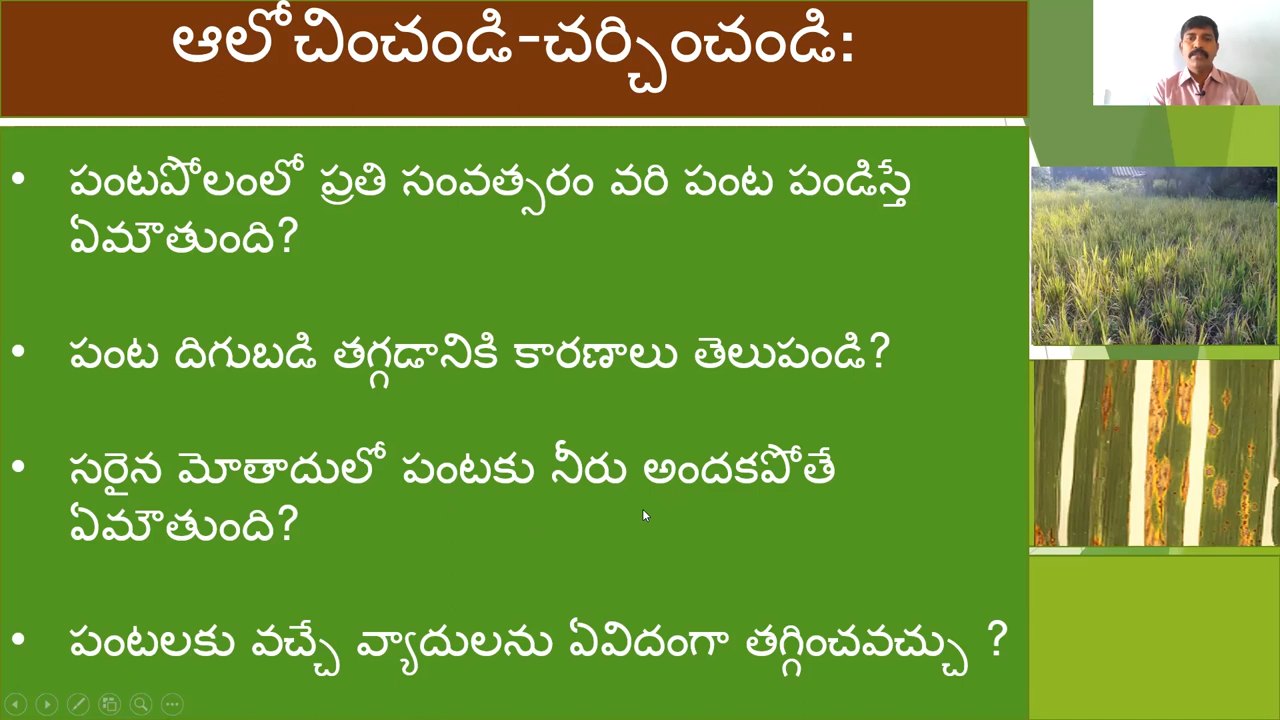 ఆలోచించండి-చర్చించండి:
• పంటపోలంలో ప్రతి సంవత్సరం వరి పంట పండిస్తే
ఏమౌతుంది?
• పంట దిగుబడి తగ్గడానికి కారణాలు తెలుపండి?
• సరైన మోతాదులో పంటకు నీరు అందకపోతే
ఏమౌతుంది?
• పంటలకు వచ్చే వ్యాదులను ఏవిదంగా తగ్గించవచ్చు ?